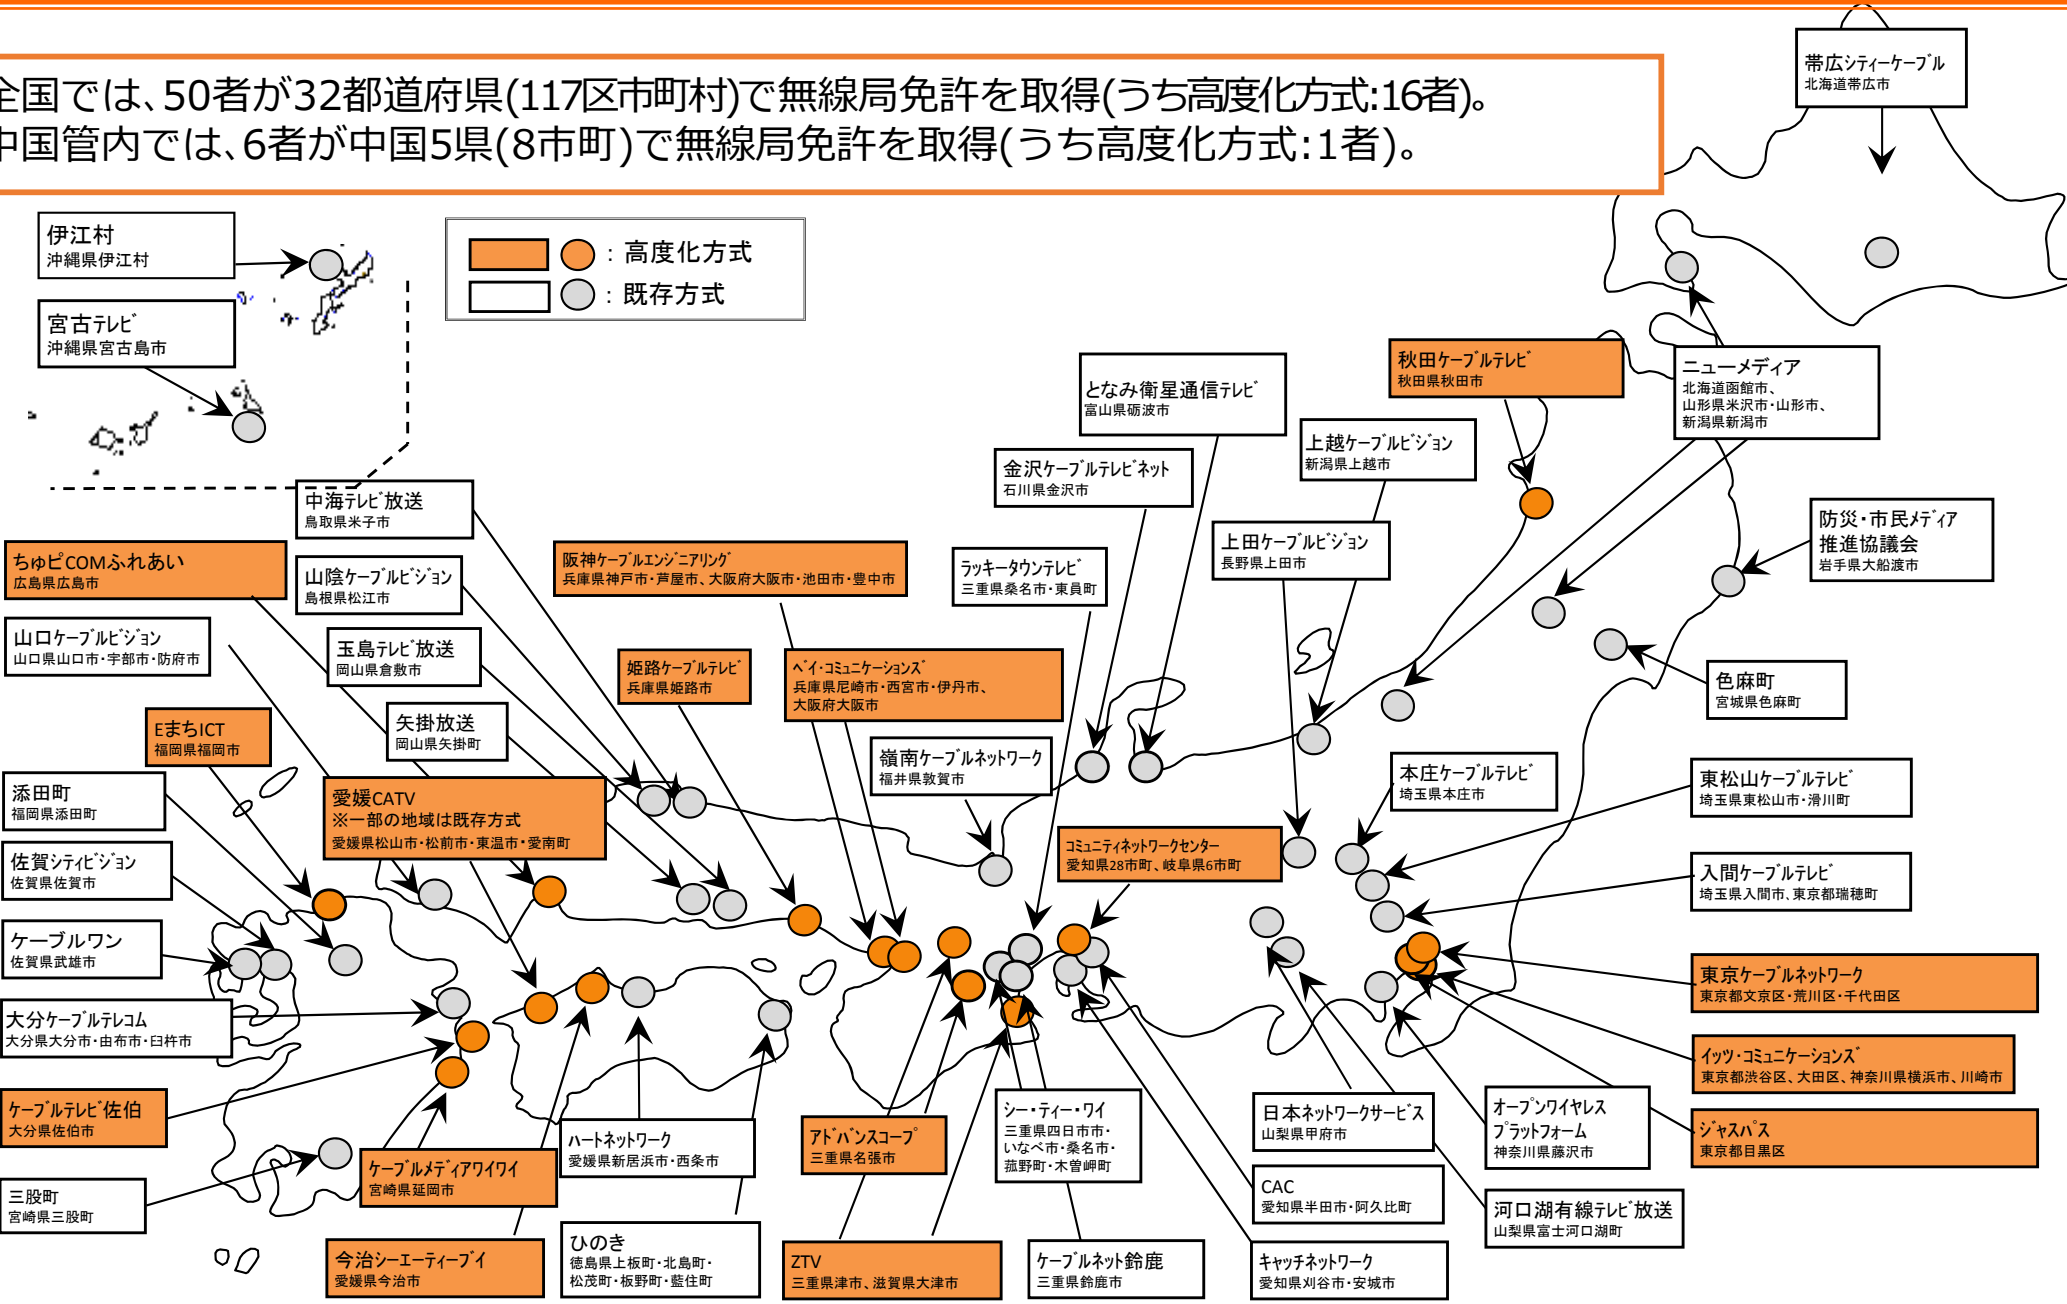 全国では、50者が32都道府県(117区市町村)で無線局免許を取得(うち高度化方式:16者)。
中国管内では、6者が中国5県(8市町)で無線局免許を取得(うち高度化方式:1者)。
帯広シティーケーブル
北海道帯広市
伊江村
沖縄県伊江村
宮古テレビ
沖縄県宮古島市
:高度化方式
:既存方式
秋田ケーブルテレビ
秋田県秋田市
ニューメディア
北海道函館市、
山形県米沢市・山形市、
新潟県新潟市
となみ衛星通信テレビ
富山県砺波市
上越ケーブルビジョン
新潟県上越市
金沢ケーブルテレビネット
石川県金沢市
中海テレビ放送
鳥取県米子市
上田ケーブルビジョン
長野県上田市
防災・市民メディア
推進協議会
岩手県大船渡市
ちゅピCOMふれあい
広島県広島市
山陰ケーブルビジョン
島根県松江市
阪神ケーブルエンジニアリング
兵庫県神戸市・芦屋市、大阪府大阪市・池田市・豊中市
ラッキータウンテレビ
三重県桑名市・東員町
山口ケーブルビジョン
山口県山口市・宇部市・防府市
玉島テレビ放送
岡山県倉敷市
姫路ケーブルテレビ
兵庫県姫路市
ベイ・コミュニケーションズ
兵庫県尼崎市・西宮市・伊丹市、
大阪府大阪市
色麻町
宮城県色麻町
EまちICT
福岡県福岡市
矢掛放送
岡山県矢掛町
嶺南ケーブルネットワーク
福井県敦賀市
本庄ケーブルテレビ
埼玉県本庄市
東松山ケーブルテレビ
埼玉県東松山市・滑川町
添田町
福岡県添田町
愛媛CATV
※一部の地域は既存方式
愛媛県松山市・松前市・東温市・愛南町
コミュニティネットワークセンター
愛知県28市町、岐阜県6市町
佐賀シティビジョン
佐賀県佐賀市
入間ケーブルテレビ
埼玉県入間市、東京都瑞穂町
ケーブルワン
佐賀県武雄市
東京ケーブルネットワーク
東京都文京区・荒川区・千代田区
大分ケーブルテレコム
大分県大分市・由布市・臼杵市
イッツ・コミュニケーションズ
東京都渋谷区、大田区、神奈川県横浜市、川崎市
ケーブルテレビ佐伯
大分県佐伯市
ケーブルメディアワイワイ
宮崎県延岡市
ハートネットワーク
愛媛県新居浜市・西条市
アドバンスコープ
三重県名張市
シー・ティー・ワイ
三重県四日市市・
いなべ市・桑名市・
菰野町・木曽岬町
日本ネットワークサービス
山梨県甲府市
オープンワイヤレス
プラットフォーム
神奈川県藤沢市
ジャスパス
東京都目黒区
三股町
宮崎県三股町
CAC
愛知県半田市・阿久比町
河口湖有線テレビ放送
山梨県富士河口湖町
今治シーエーティーブイ
愛媛県今治市
ひのき
徳島県上板町・北島町・
松茂町・板野町・藍住町
ZTV
三重県津市、滋賀県大津市
ケーブルネット鈴鹿
三重県鈴鹿市
キャッチネットワーク
愛知県刈谷市・安城市